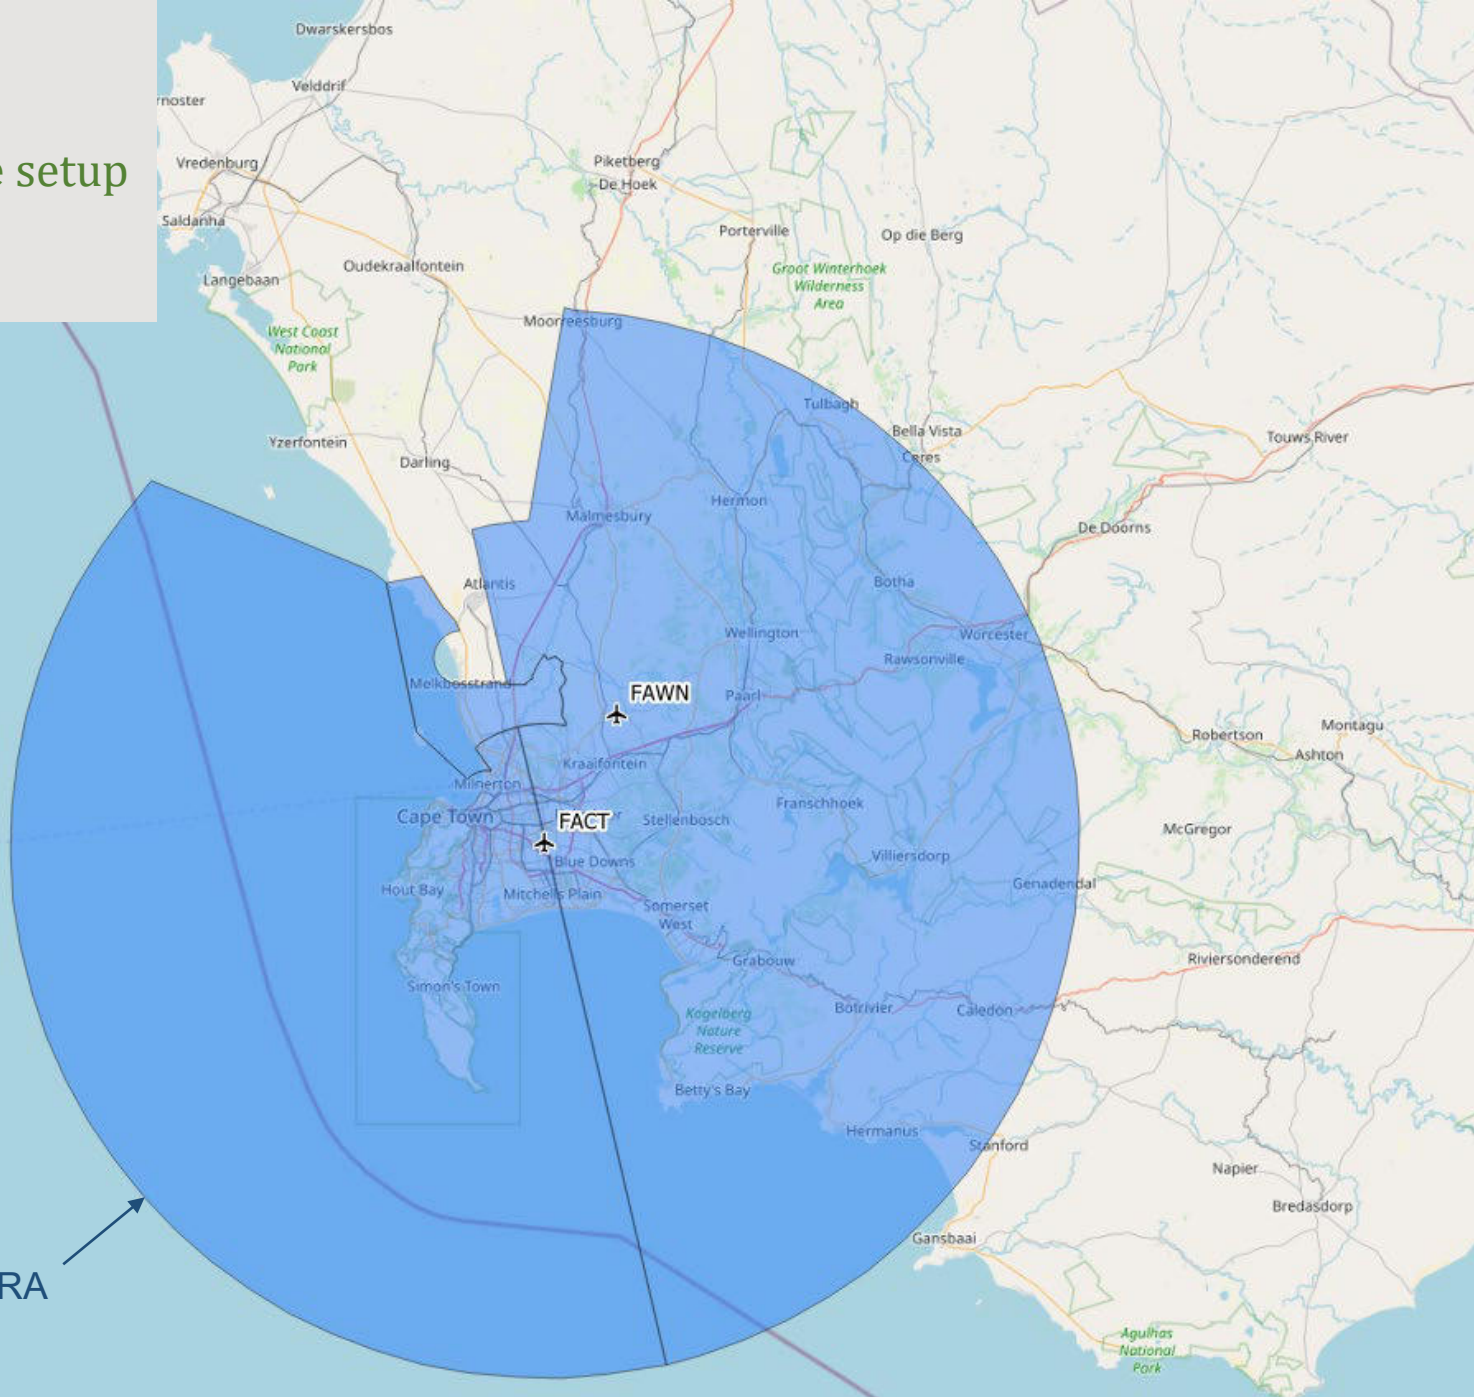 Dwarskersbos
Velddrif
rnoster
e setup
Vredenburg
Piketberg
De Hoek
Saldanha
Porterville
Op die Berg
Langebaan
Oudekraalfontein
Groot Winterhoek
Wilderness
Area
Moorreesburg
West Coast
National
Park
Tulbagh
Bella Vista
Ceres
Touws River
Yzerfontein
Darling
Hermon
Malmesbury
De Doorns
Atlantis
Botha
Wellington
Worcester
Rawsonville
Melkbosstrand
FAWN
Paarl
Robertson
Montagu
Ashton
Kraaifontein
Milnerton
Cape Town
FACT
Stellenbosch
Franschhoek
McGregor
Blue Downs
Villiersdorp
Hout Bay
Mitchells Plain
Genadendal
Somerset
West
Grabouw
Riviersonderend
Simon's Town
Kogelberg
Nature
Reserve
Botrivier
Caledon
Betty's Bay
Hermanus
Stanford
Napier
Bredasdorp
Gansbaai
RA
Agulhas
National
Park